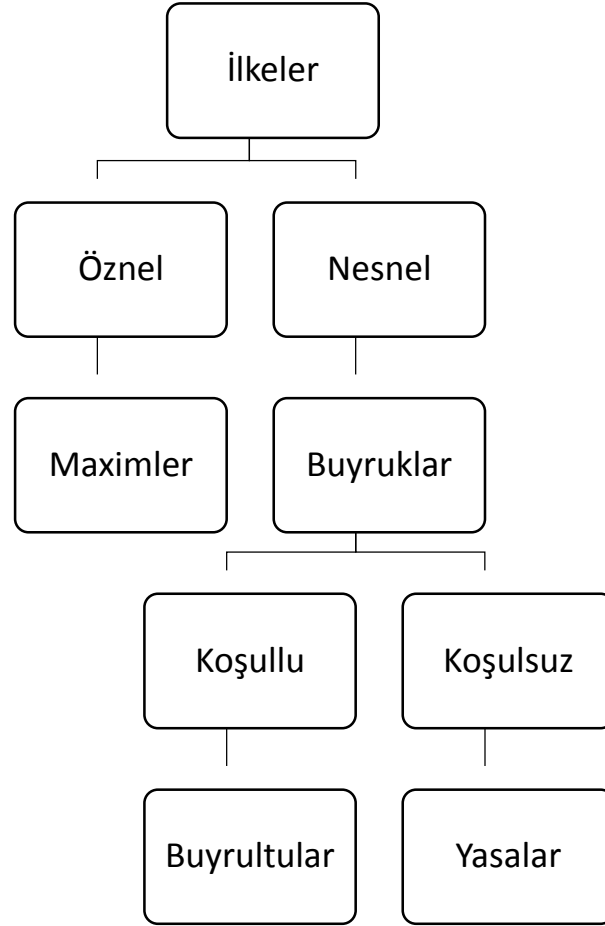 İlkeler
Öznel
Nesnel
Maximler
Buyruklar
Koşullu
Koşulsuz
Buyrultular
Yasalar